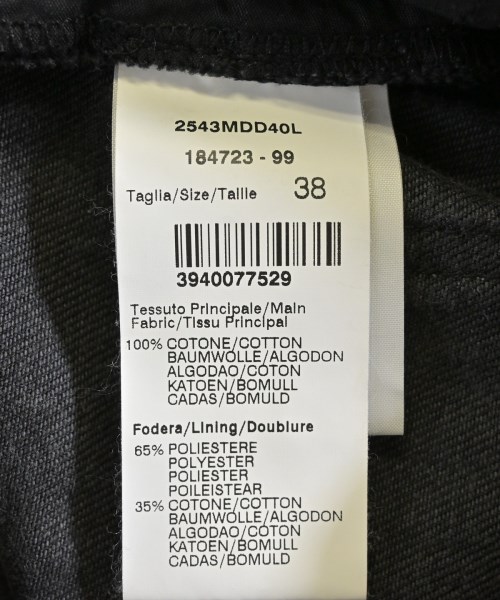 2543MDD40L
184723 - 99
Taglia/Size/Taille 38
3940077529
Tessuto Principale/Main
Fabric/Tissu Principal
100% COTONE/COTTON
BAUMWOLLE/ALGODON
ALGODAO/COTON
KATOEN/BOMULL
CADAS/BOMULD
Fodera/Lining/Doublure
65% POLIESTERE
POLYESTER
POLIESTER
POILEISTEAR
35% COTONE/COTTON
BAUMWOLLE/ALGODON
ALGODAO/COTON
KATOEN/BOMULL
CADAS/BOMULD